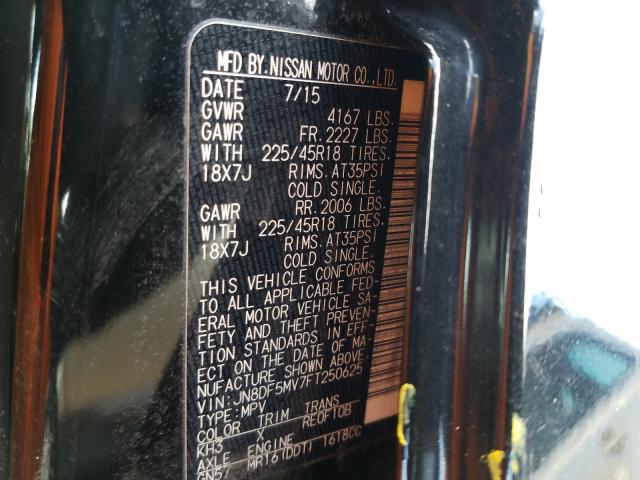 MFD BY.NISSAN MOTOR CO.,LTD.
DATE 7/15
GVWR 4167 LBS.
GAWR FR. 2227 LBS.
WITH 225/45R18 TIRES.
18X7J RIMS. AT35PSI
COLD SINGLE.
GAWR RR. 2006 LBS.
WITH 225/45R18 TIRES.
18X7J RIMS. AT35PSI
COLD SINGLE.
THIS VEHICLE CONFORMS
TO ALL APPLICABLE FED-
ERAL MOTOR VEHICLE SA-
FETY AND THEFT PREVEN-
TION STANDARDS IN EFF-
ECT ON THE DATE OF MA-
NUFACTURE SHOWN ABOVE.
VIN:JN8DF5MV7FT250625
TYPE:MPV
COLOR TRIM TRANS
KH3 X RE0F10B
AXLE ENGINE
GN57 MR16(DDT) 1618CC